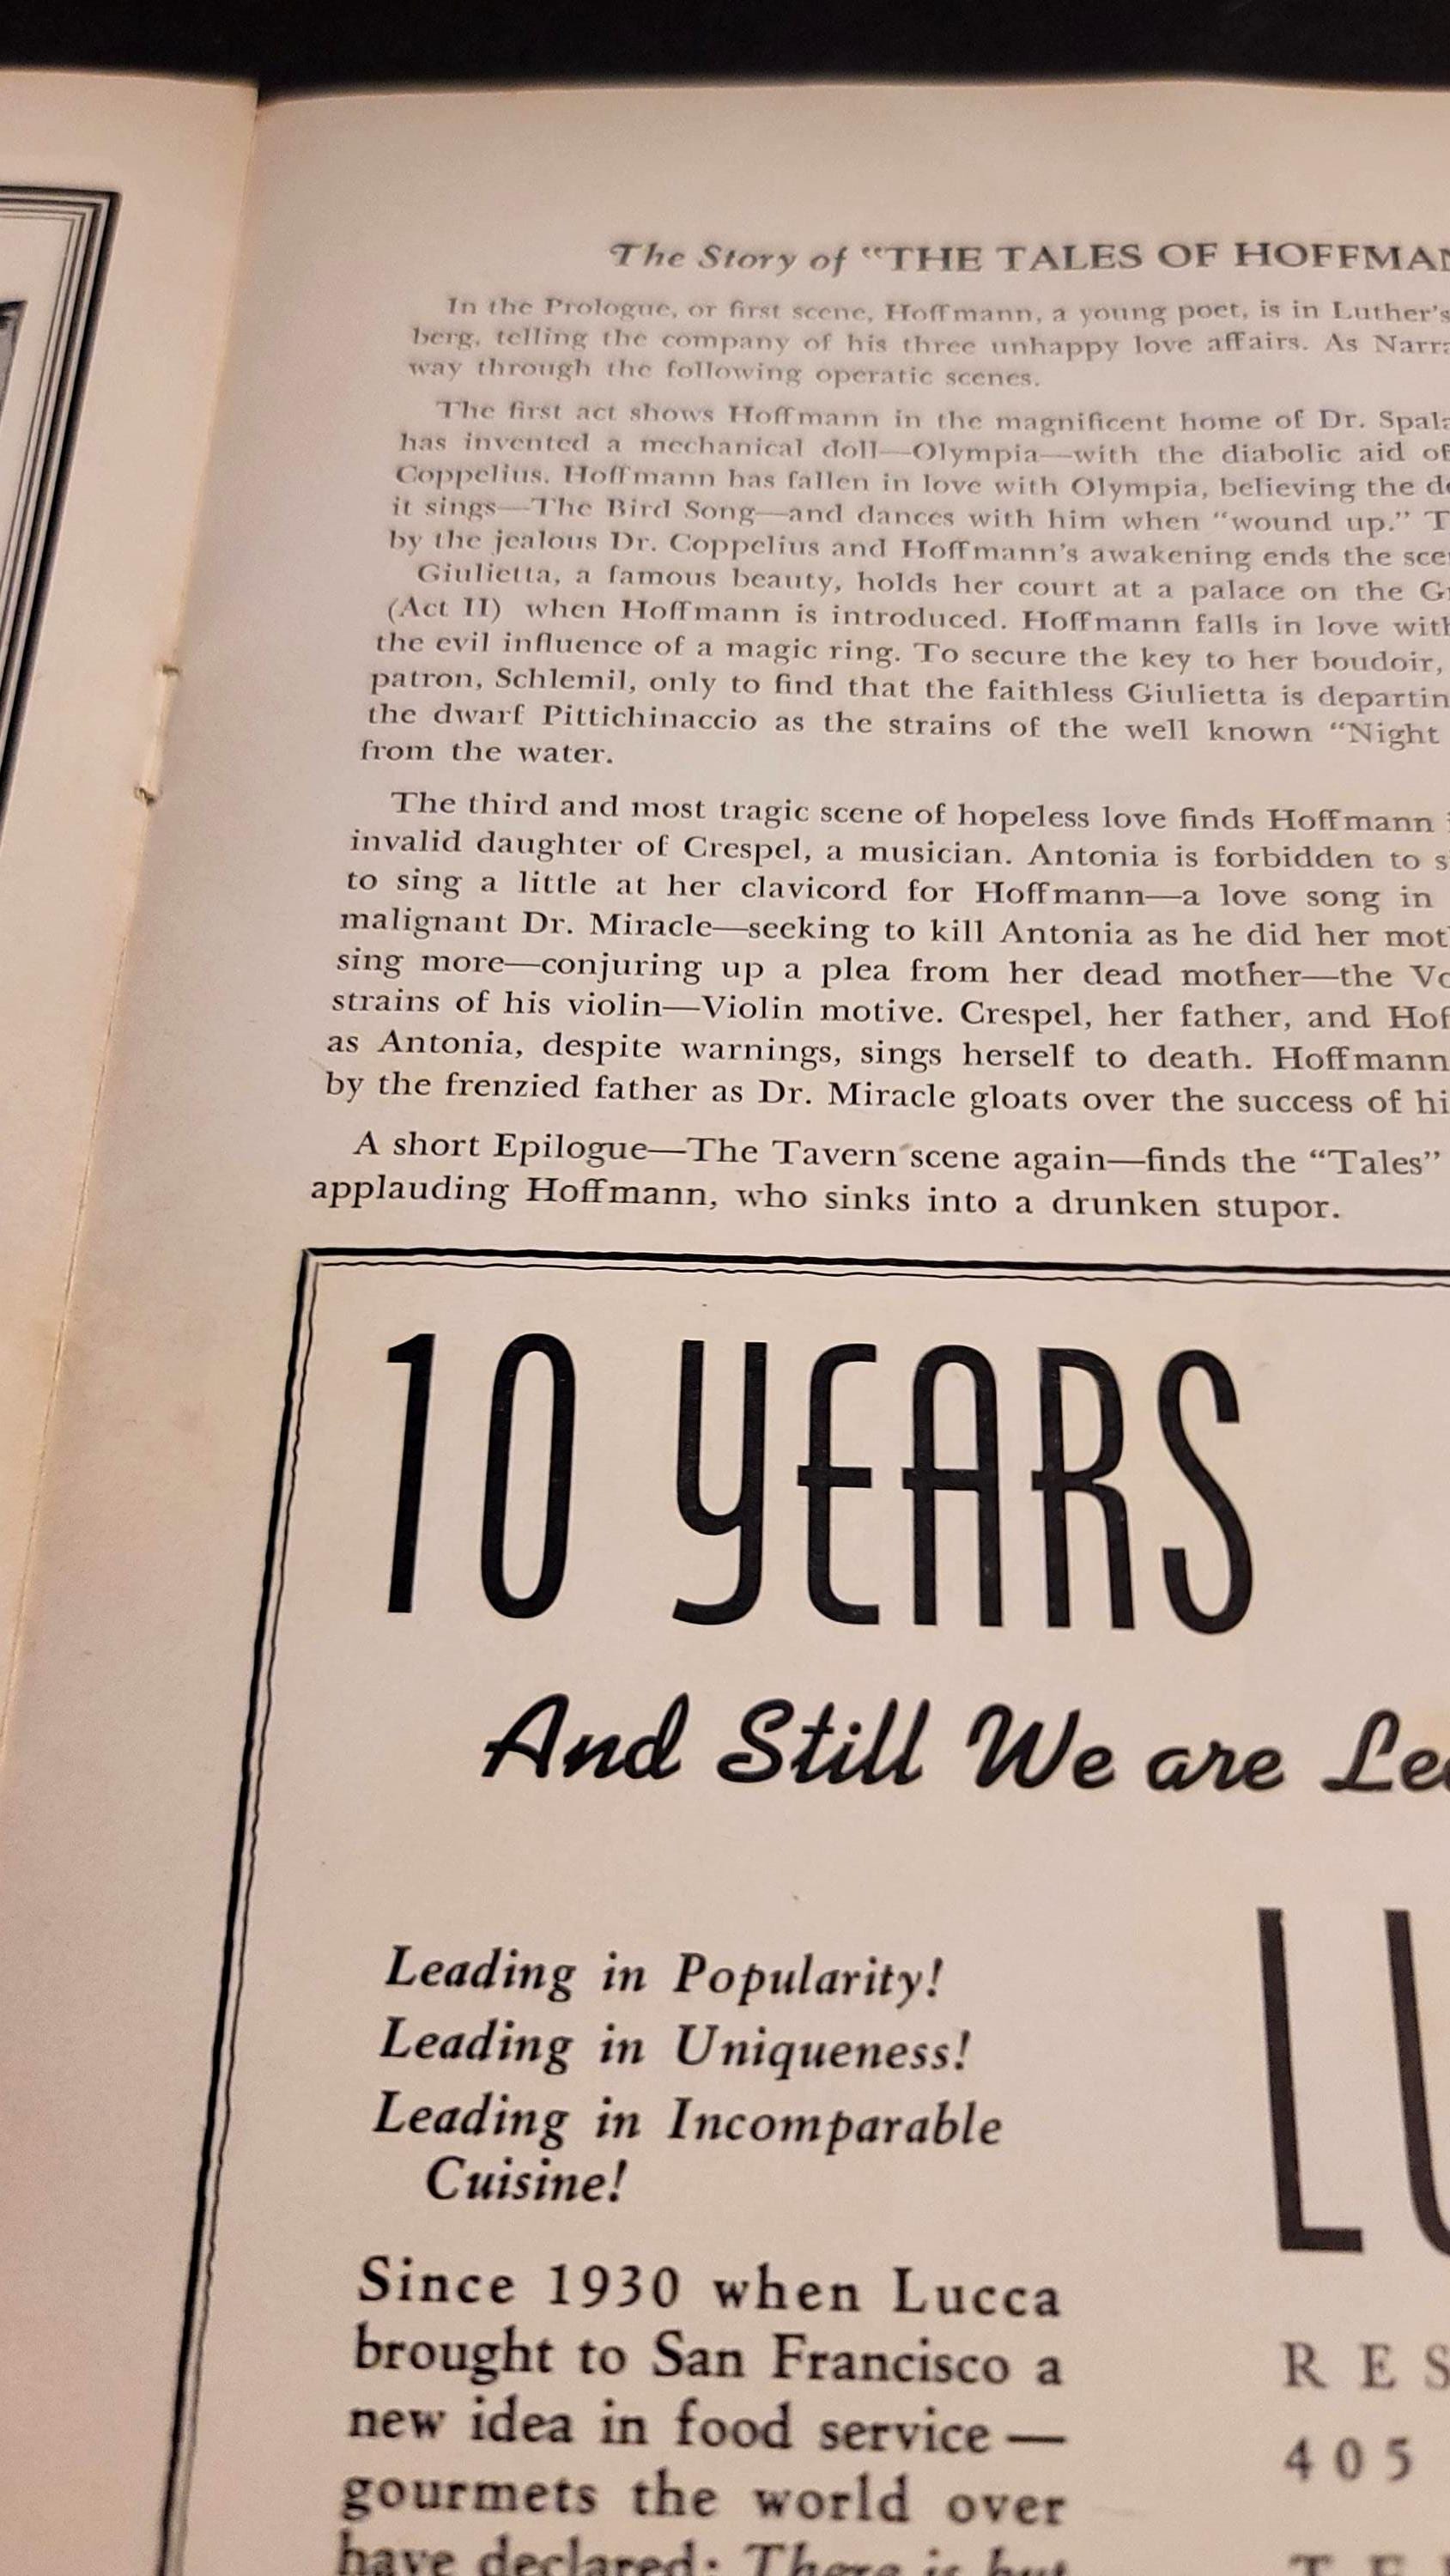 The Story of "THE TALES OF HOFFMAN
In the Prologue, or first scene, Hoffmann, a young poet, is in Luther's
berg, telling the company of his three unhappy love affairs. As Narra
way through the following operatic scenes.
The first act shows Hoffmann in the magnificent home of Dr. Spala
has invented a mechanical doll—Olympia—with the diabolic aid of
Coppelius. Hoffmann has fallen in love with Olympia, believing the do
it sings—The Bird Song—and dances with him when "wound up." T
by the jealous Dr. Coppelius and Hoffmann's awakening ends the scen
Giulietta, a famous beauty, holds her court at a palace on the Gr
(Act II) when Hoffmann is introduced. Hoffmann falls in love with
the evil influence of a magic ring. To secure the key to her boudoir,
patron, Schlemil, only to find that the faithless Giulietta is departin
the dwarf Pittichinaccio as the strains of the well known "Night
from the water.
The third and most tragic scene of hopeless love finds Hoffmann
invalid daughter of Crespel, a musician. Antonia is forbidden to s
to sing a little at her clavicord for Hoffmann—a love song in
malignant Dr. Miracle—seeking to kill Antonia as he did her mot
sing more—conjuring up a plea from her dead mother—the Vo
strains of his violin—Violin motive. Crespel, her father, and Hof
as Antonia, despite warnings, sings herself to death. Hoffmann
by the frenzied father as Dr. Miracle gloats over the success of hi
A short Epilogue—The Tavern scene again—finds the "Tales"
applauding Hoffmann, who sinks into a drunken stupor.
10 YEARS
And Still We are Le
Leading in Popularity!
Leading in Uniqueness!
Leading in Incomparable
Cuisine!
Since 1930 when Lucca
brought to San Francisco a
new idea in food service —
gourmets the world over
have declared: There is but
LU
RES
405